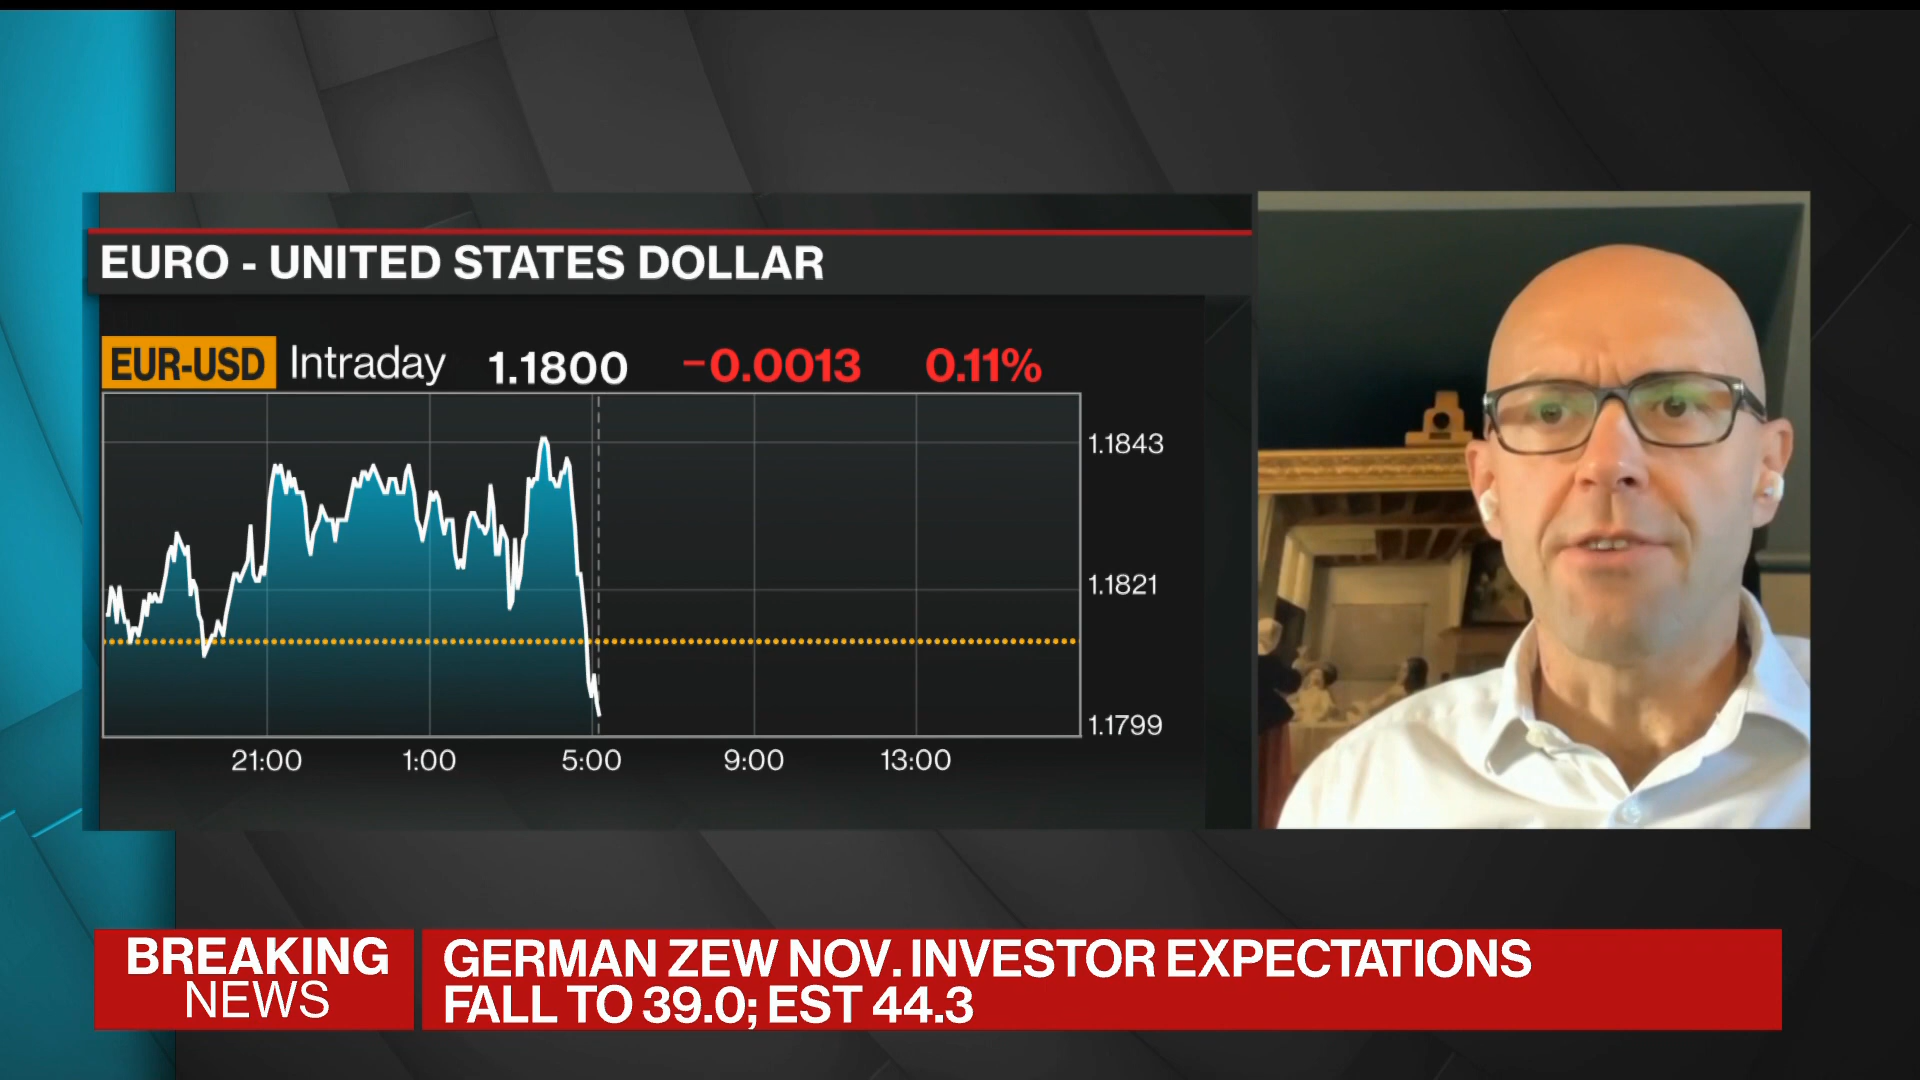 EURO - UNITED STATES DOLLAR
EUR-USD Intraday 1.1800 -0.0013 0.11%
1.1843
1.1821
1.1799
21:00 1:00 5:00 9:00 13:00
BREAKING NEWS
GERMAN ZEW NOV. INVESTOR EXPECTATIONS
FALL TO 39.0; EST 44.3